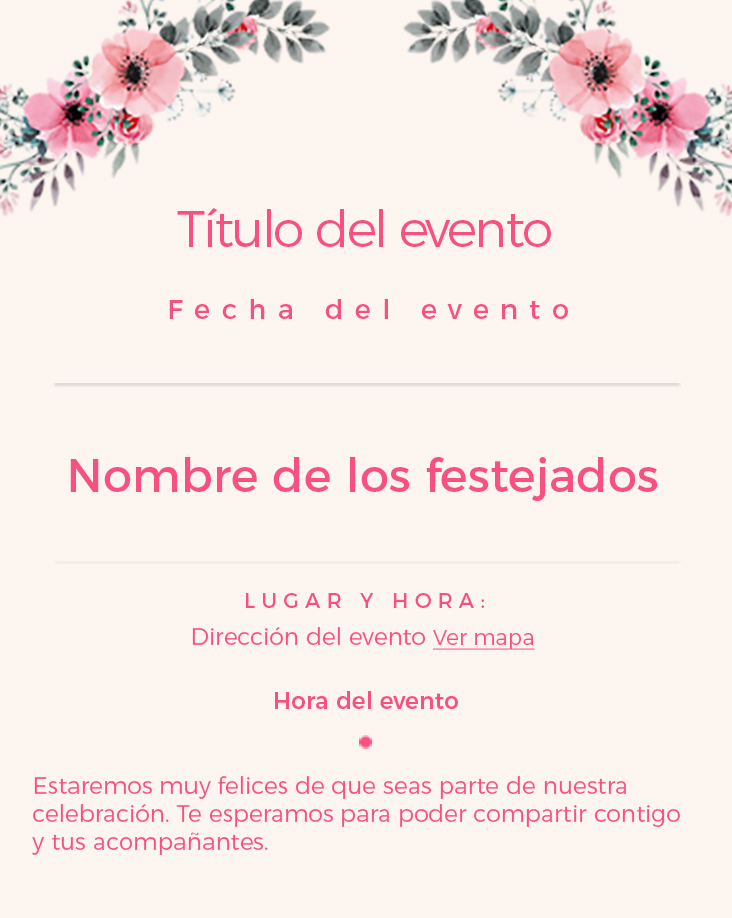 Título del evento
Fecha del evento
Nombre de los festejados
LUGAR Y HORA:
Dirección del evento Ver mapa
Hora del evento
Estaremos muy felices de que seas parte de nuestra
celebración. Te esperamos para poder compartir contigo
y tus acompañantes.